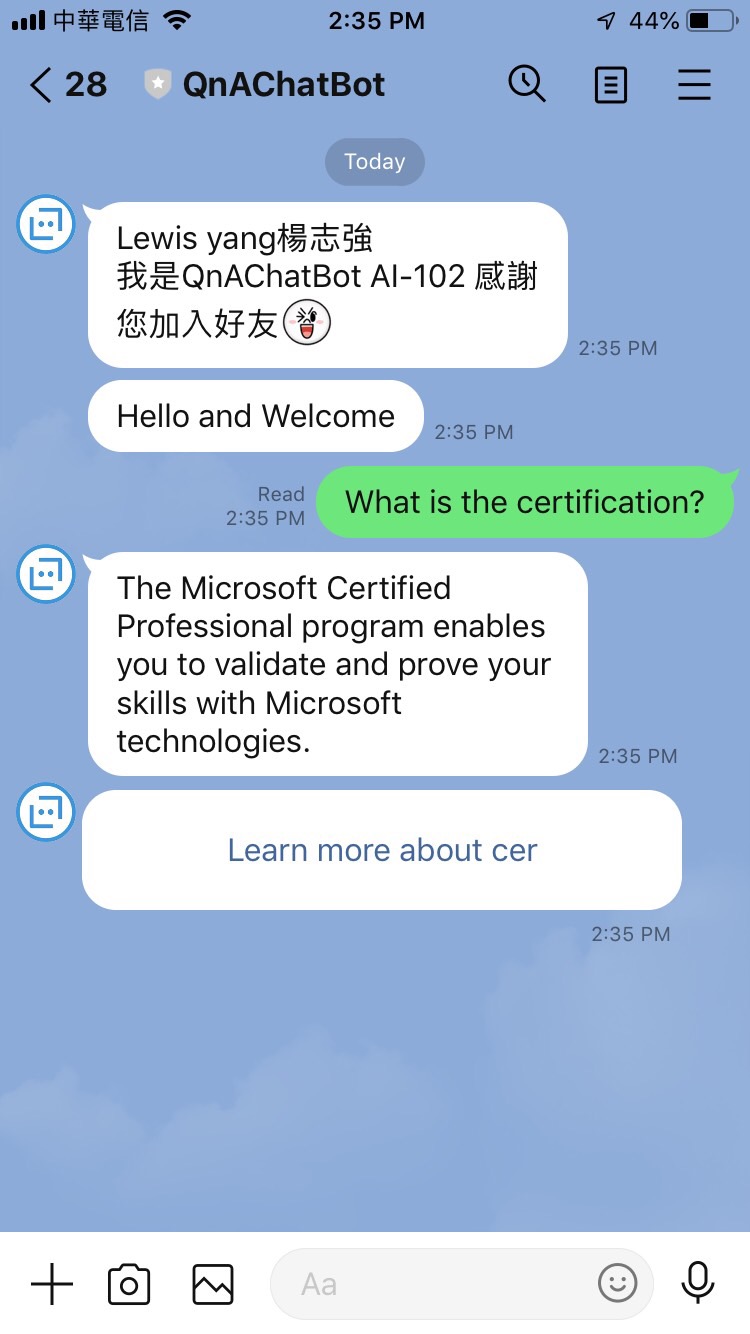 中華電信
2:35 PM
44%
28
QnAChatBot
Today
Lewis yang楊志強
我是QnAChatBot AI-102 感謝
您加入好友
2:35 PM
Hello and Welcome
2:35 PM
Read
2:35 PM
What is the certification?
The Microsoft Certified
Professional program enables
you to validate and prove your
skills with Microsoft
technologies.
2:35 PM
Learn more about cer
2:35 PM
Aa